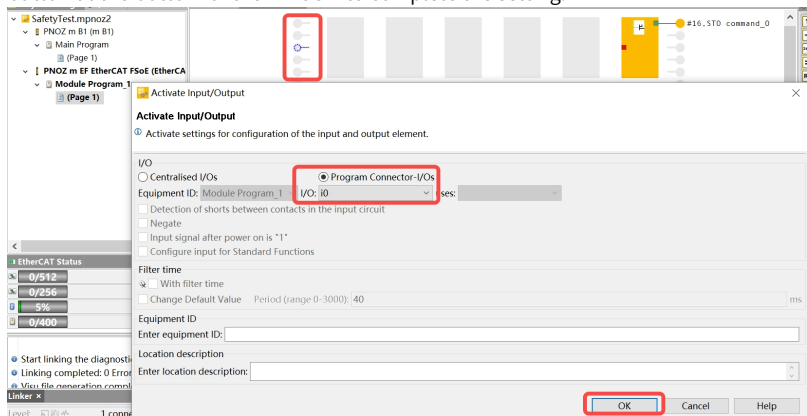 SafetyTest.mpnoz2
PNOZ m B1 (m B1)
Main Program
(Page 1)
PNOZ m EF EtherCAT FSoE (EtherCA
Module Program_1
(Page 1)
#16.STO command_0
Activate Input/Output
Activate Input/Output
Activate settings for configuration of the input and output element.
I/O
Centralised I/Os
Program Connector-I/Os
Equipment ID: Module Program_1 I/O: i0 uses:
Detection of shorts between contacts in the input circuit
Negate
Input signal after power on is "1"
Configure input for Standard Functions
Filter time
With filter time
Change Default Value Period (range 0-3000): 40 ms
Equipment ID
Enter equipment ID:
Location description
Enter location description:
OK Cancel Help
EtherCAT Status
0/512
0/256
5%
0/400
Start linking the diagnosti
Linking completed: 0 Error
Visu file generation compl
Linker ×
Level: 1 conne